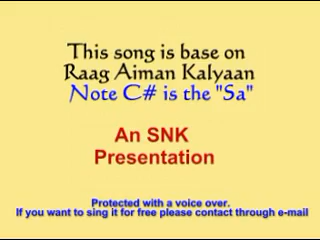 This song is base on
Raag Aiman Kalyaan
Note C# is the "Sa"
An SNK
Presentation
Protected with a voice over.
If you want to sing it for free please contact through e-mail